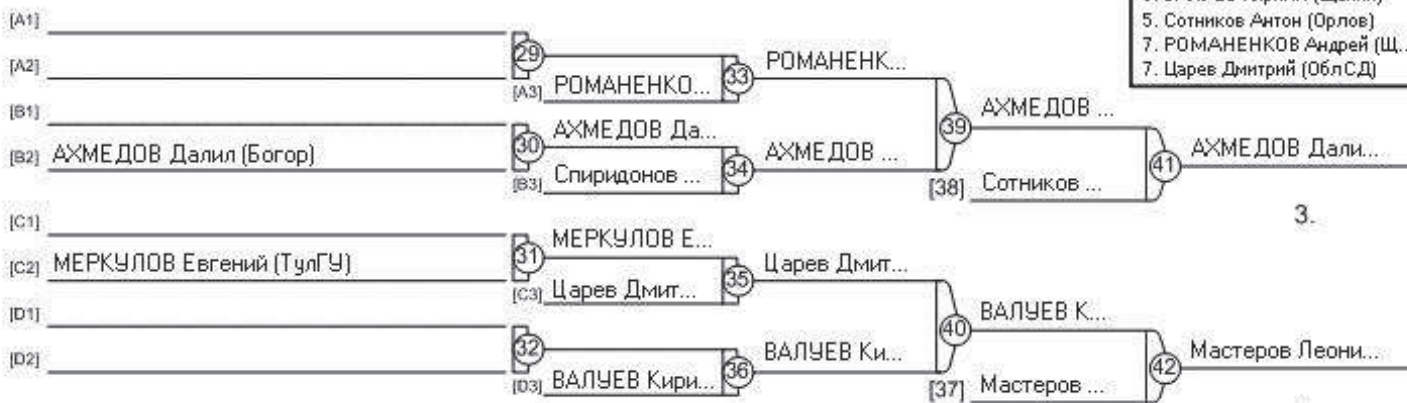 5. Сотников Антон (Орлов)
7. РОМАНЕНКОВ Андрей (Щ...
7. Царев Дмитрий (ОблСД)
[A1]
[A2]
29
[A3] РОМАНЕНКО...
33
РОМАНЕНК...
[B1]
[B2] АХМЕДОВ Далил (Богор)
30
АХМЕДОВ Да...
[B3] Спиридонов ...
34
АХМЕДОВ ...
39
АХМЕДОВ ...
[38] Сотников ...
41
АХМЕДОВ Дали...
3.
[C1]
[C2] МЕРКУЛОВ Евгений (ТулГУ)
31
МЕРКУЛОВ Е...
[C3] Царев Дмит...
35
Царев Дмит...
[D1]
[D2]
32
[D3] ВАЛУЕВ Кири...
36
ВАЛУЕВ Ки...
40
ВАЛУЕВ К...
[37] Мастеров ...
42
Мастеров Леони...